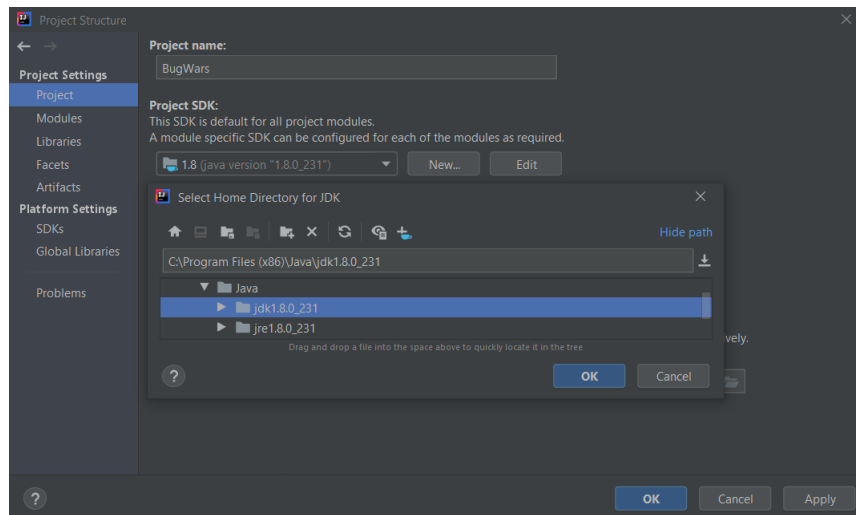 Project Structure
Project name:
BugWars
Project Settings
Project
Modules
Libraries
Facets
Artifacts
Platform Settings
SDKs
Global Libraries
Problems
Project SDK:
This SDK is default for all project modules.
A module specific SDK can be configured for each of the modules as required.
1.8 (java version "1.8.0_231")
New...
Edit
Select Home Directory for JDK
Hide path
C:\Program Files (x86)\Java\jdk1.8.0_231
Java
jdk1.8.0_231
jre1.8.0_231
Drag and drop a file into the space above to quickly locate it in the tree
vely.
?
OK
Cancel
?
OK
Cancel
Apply